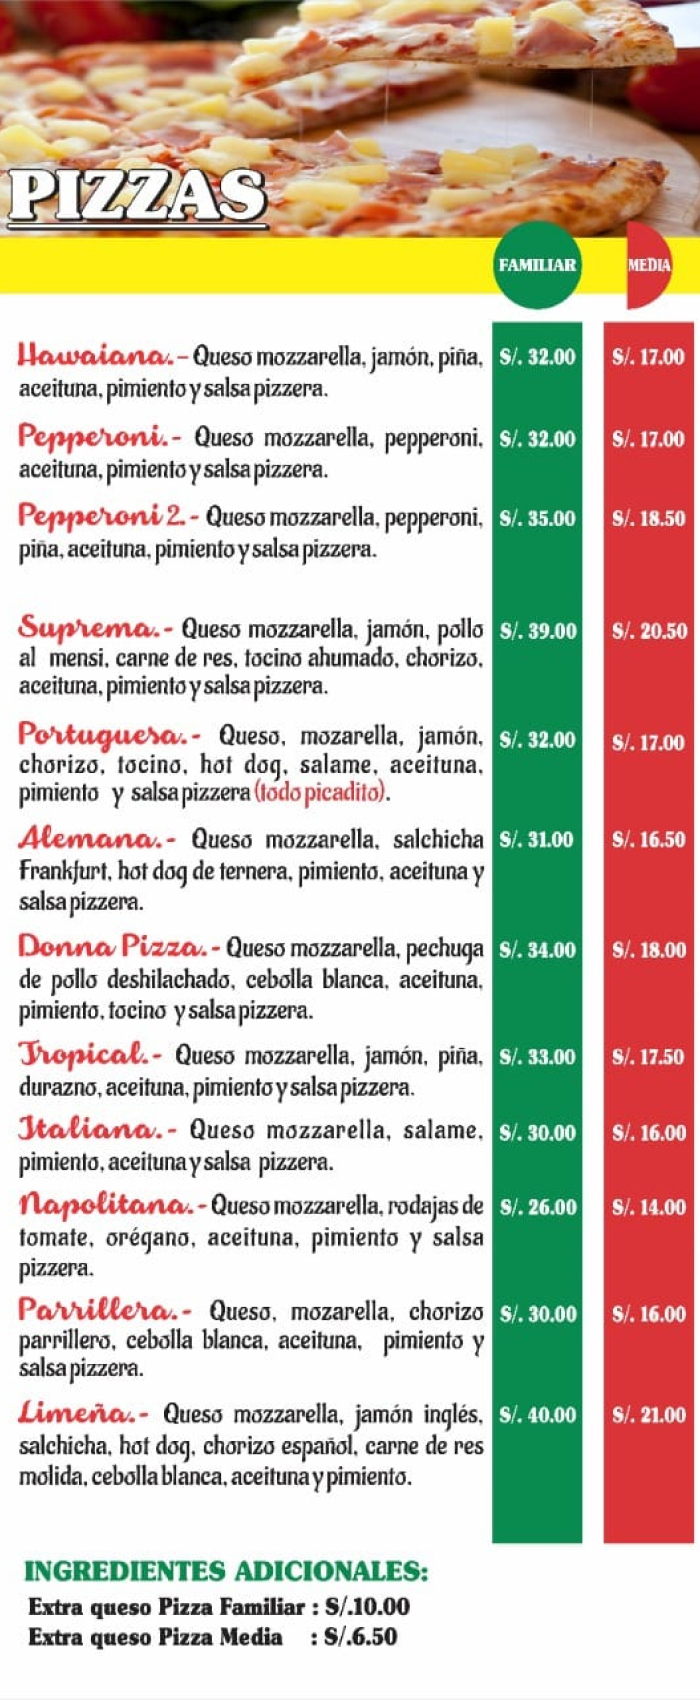 PIZZAS
FAMILIAR MEDIA
Hawaiana.- Queso mozzarella, jamón, piña, S/. 32.00 S/. 17.00
aceituna, pimiento y salsa pizzera.
Pepperoni.- Queso mozzarella, pepperoni, S/. 32.00 S/. 17.00
aceituna, pimiento y salsa pizzera.
Pepperoni 2.- Queso mozzarella, pepperoni, S/. 35.00 S/. 18.50
piña, aceituna, pimiento y salsa pizzera.
Suprema.- Queso mozzarella, jamón, pollo S/. 39.00 S/. 20.50
al mensi, carne de res, tocino ahumado, chorizo,
aceituna, pimiento y salsa pizzera.
Portuguesa.- Queso, mozarella, jamón, S/. 32.00 S/. 17.00
chorizo, tocino, hot dog, salame, aceituna,
pimiento y salsa pizzera (todo picadito).
Alemana.- Queso mozzarella, salchicha S/. 31.00 S/. 16.50
Frankfurt, hot dog de ternera, pimiento, aceituna y
salsa pizzera.
Donna Pizza.- Queso mozzarella, pechuga S/. 34.00 S/. 18.00
de pollo deshilachado, cebolla blanca, aceituna,
pimiento, tocino y salsa pizzera.
Tropical.- Queso mozzarella, jamón, piña, S/. 33.00 S/. 17.50
durazno, aceituna, pimiento y salsa pizzera.
Italiana.- Queso mozzarella, salame, S/. 30.00 S/. 16.00
pimiento, aceituna y salsa pizzera.
Napolitana.- Queso mozzarella, rodajas de S/. 26.00 S/. 14.00
tomate, orégano, aceituna, pimiento y salsa
pizzera.
Parrillera.- Queso, mozarella, chorizo S/. 30.00 S/. 16.00
parrillero, cebolla blanca, aceituna, pimiento y
salsa pizzera.
Limeña.- Queso mozzarella, jamón inglés, S/. 40.00 S/. 21.00
salchicha, hot dog, chorizo español, carne de res
molida, cebolla blanca, aceituna y pimiento.
INGREDIENTES ADICIONALES:
Extra queso Pizza Familiar : S/.10.00
Extra queso Pizza Media : S/.6.50